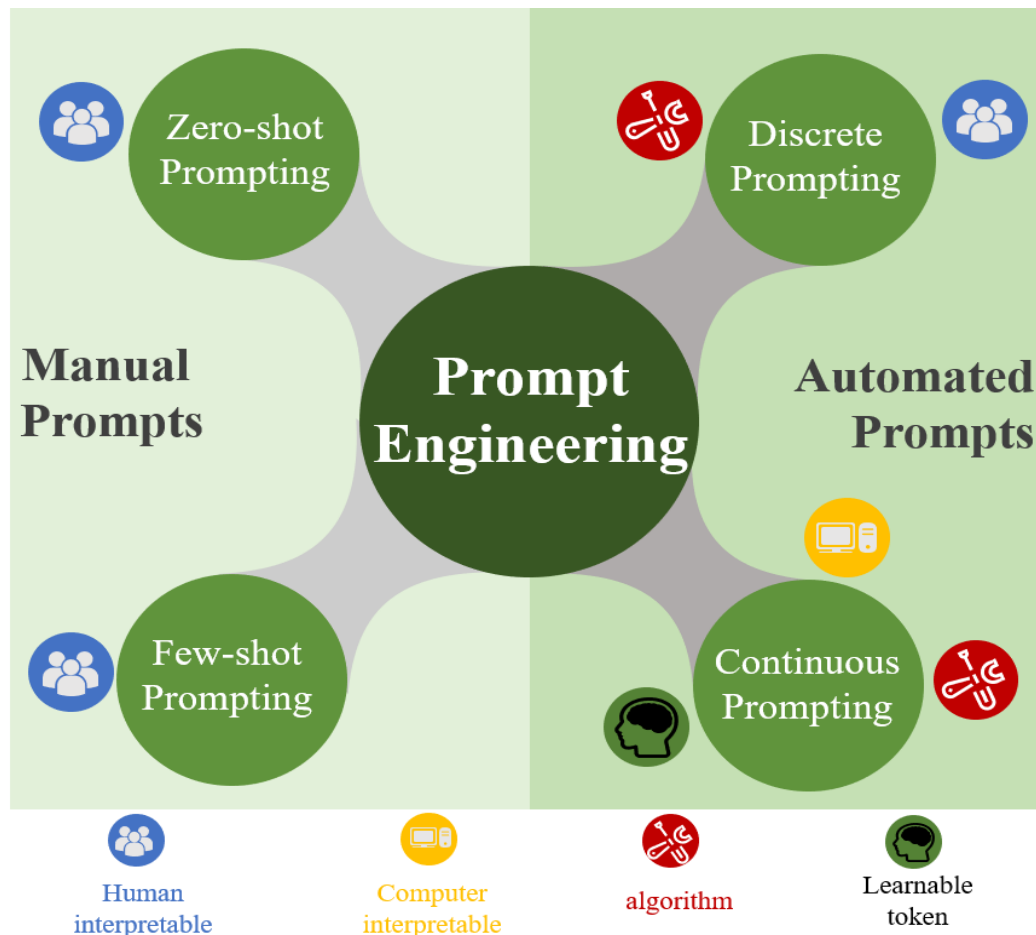 Zero-shot
Prompting
Discrete
Prompting
Manual
Prompts
Prompt
Engineering
Automated
Prompts
Few-shot
Prompting
Continuous
Prompting
Human
interpretable
Computer
interpretable
algorithm
Learnable
token